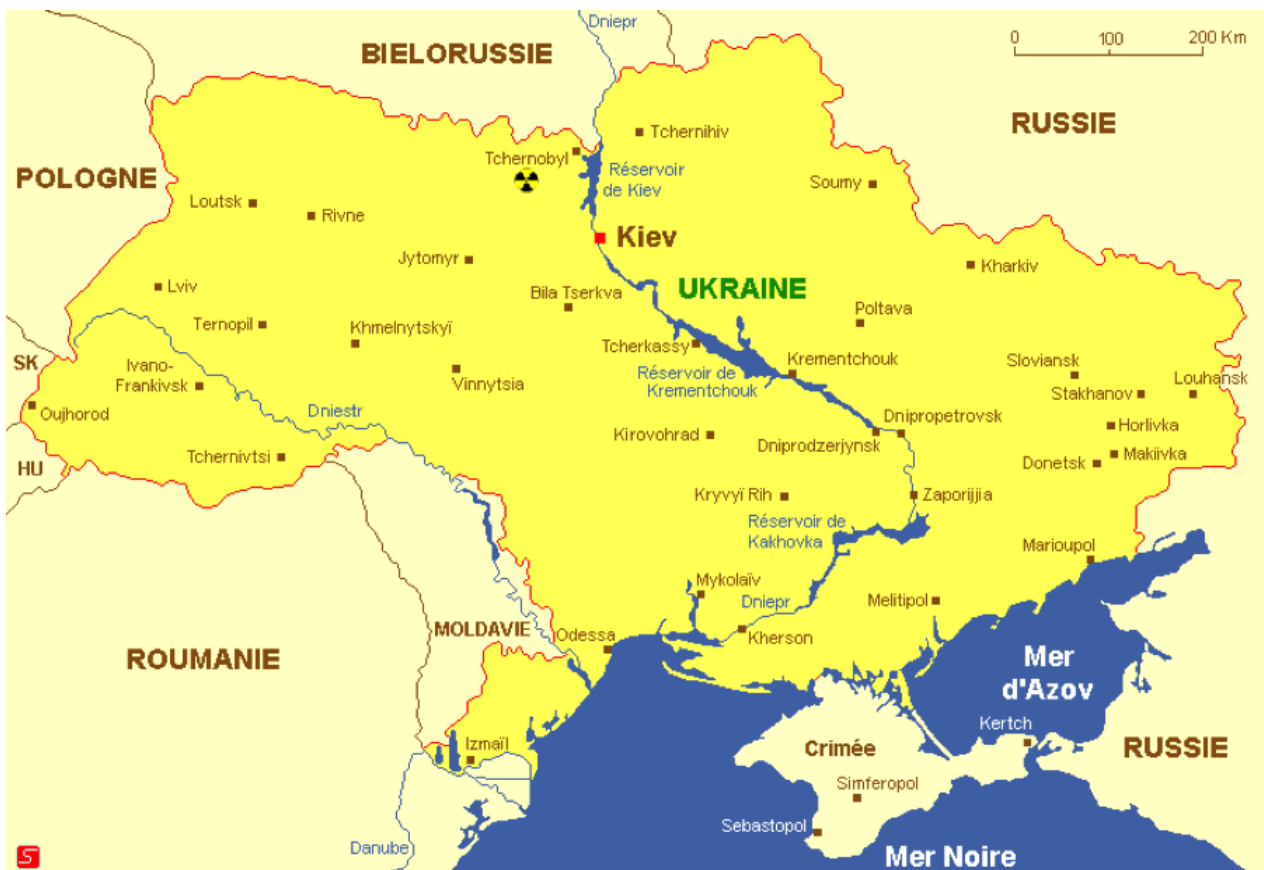 Dniepr
BIELORUSSIE
0 100 200 Km
RUSSIE
Tchernihiv
Tchernobyl
Réservoir
de Kiev
POLOGNE
Soumy
Loutsk
Rivne
Kiev
Jytomyr
Kharkiv
Lviv
UKRAINE
Bila Tserkva
Poltava
Ternopil
Khmelnytskyï
Tcherkassy
Krementchouk
SK
Ivano-
Frankivsk
Vinnytsia
Réservoir de
Krementchouk
Sloviansk
Louhansk
Stakhanov
Oujhorod
Dniestr
Dnipropetrovsk
Horlivka
Kirovohrad
Dniprodzerjynsk
HU
Tchernivtsi
Makiivka
Donetsk
Kryvyï Rih
Zaporijjia
Réservoir de
Kakhovka
Marioupol
Mykolaïv
Dniepr
Melitipol
MOLDAVIE
Odessa
Kherson
ROUMANIE
Mer
d'Azov
Kertch
Izmaïl
Crimée
RUSSIE
Simferopol
Sebastopol
Danube
Mer Noire
S